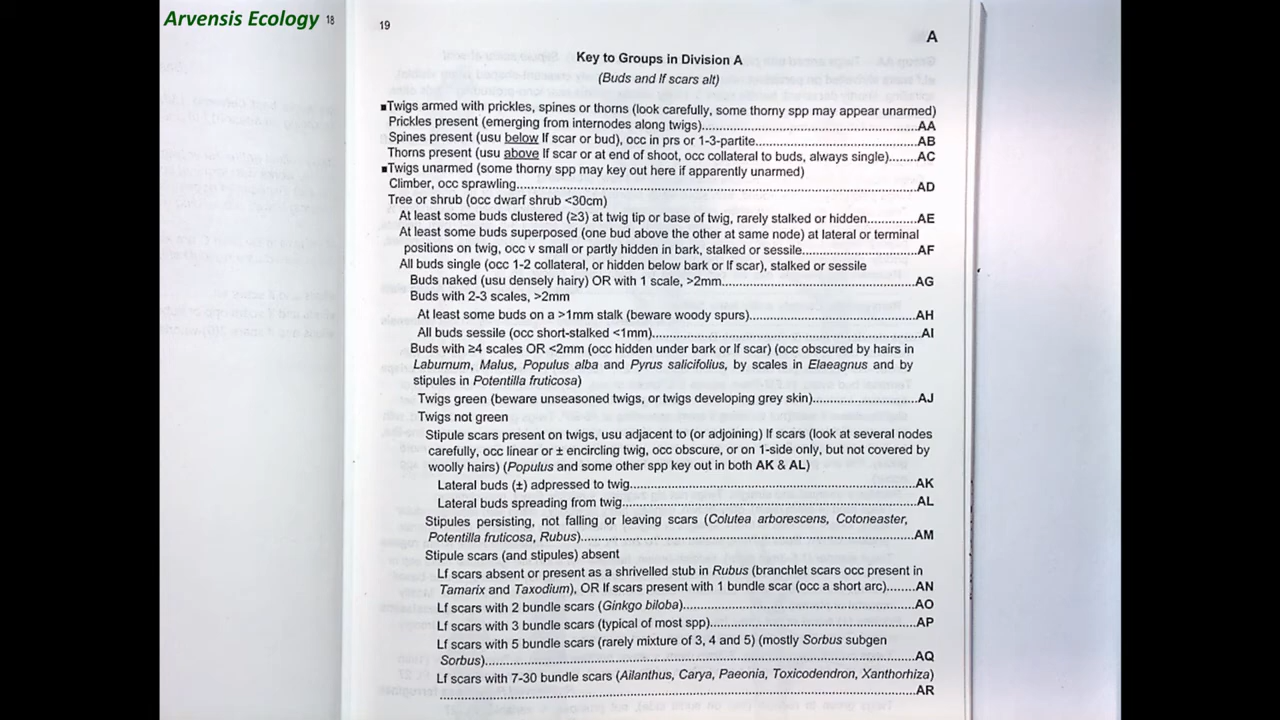 Arvensis Ecology
18
19
A
Key to Groups in Division A
(Buds and lf scars alt)
■Twigs armed with prickles, spines or thorns (look carefully, some thorny spp may appear unarmed)
Prickles present (emerging from internodes along twigs)..........AA
Spines present (usu below lf scar or bud), occ in prs or 1-3-partite..........AB
Thorns present (usu above lf scar or at end of shoot, occ collateral to buds, always single).......AC
■Twigs unarmed (some thorny spp may key out here if apparently unarmed)
Climber, occ sprawling..........AD
Tree or shrub (occ dwarf shrub <30cm)
At least some buds clustered (≥3) at twig tip or base of twig, rarely stalked or hidden..........AE
At least some buds superposed (one bud above the other at same node) at lateral or terminal
positions on twig, occ v small or partly hidden in bark, stalked or sessile..........AF
All buds single (occ 1-2 collateral, or hidden below bark or lf scar), stalked or sessile
Buds naked (usu densely hairy) OR with 1 scale, >2mm..........AG
Buds with 2-3 scales, >2mm
At least some buds on a >1mm stalk (beware woody spurs)..........AH
All buds sessile (occ short-stalked <1mm)..........AI
Buds with ≥4 scales OR <2mm (occ hidden under bark or lf scar) (occ obscured by hairs in
Laburnum, Malus, Populus alba and Pyrus salicifolius, by scales in Elaeagnus and by
stipules in Potentilla fruticosa)
Twigs green (beware unseasoned twigs, or twigs developing grey skin)..........AJ
Twigs not green
Stipule scars present on twigs, usu adjacent to (or adjoining) lf scars (look at several nodes
carefully, occ linear or ± encircling twig, occ obscure, or on 1-side only, but not covered by
woolly hairs) (Populus and some other spp key out in both AK & AL)
Lateral buds (±) adpressed to twig..........AK
Lateral buds spreading from twig..........AL
Stipules persisting, not falling or leaving scars (Colutea arborescens, Cotoneaster,
Potentilla fruticosa, Rubus)..........AM
Stipule scars (and stipules) absent
Lf scars absent or present as a shrivelled stub in Rubus (branchlet scars occ present in
Tamarix and Taxodium), OR lf scars present with 1 bundle scar (occ a short arc)........AN
Lf scars with 2 bundle scars (Ginkgo biloba)..........AO
Lf scars with 3 bundle scars (typical of most spp)..........AP
Lf scars with 5 bundle scars (rarely mixture of 3, 4 and 5) (mostly Sorbus subgen
Sorbus)..........AQ
Lf scars with 7-30 bundle scars (Ailanthus, Carya, Paeonia, Toxicodendron, Xanthorhiza)
..........AR